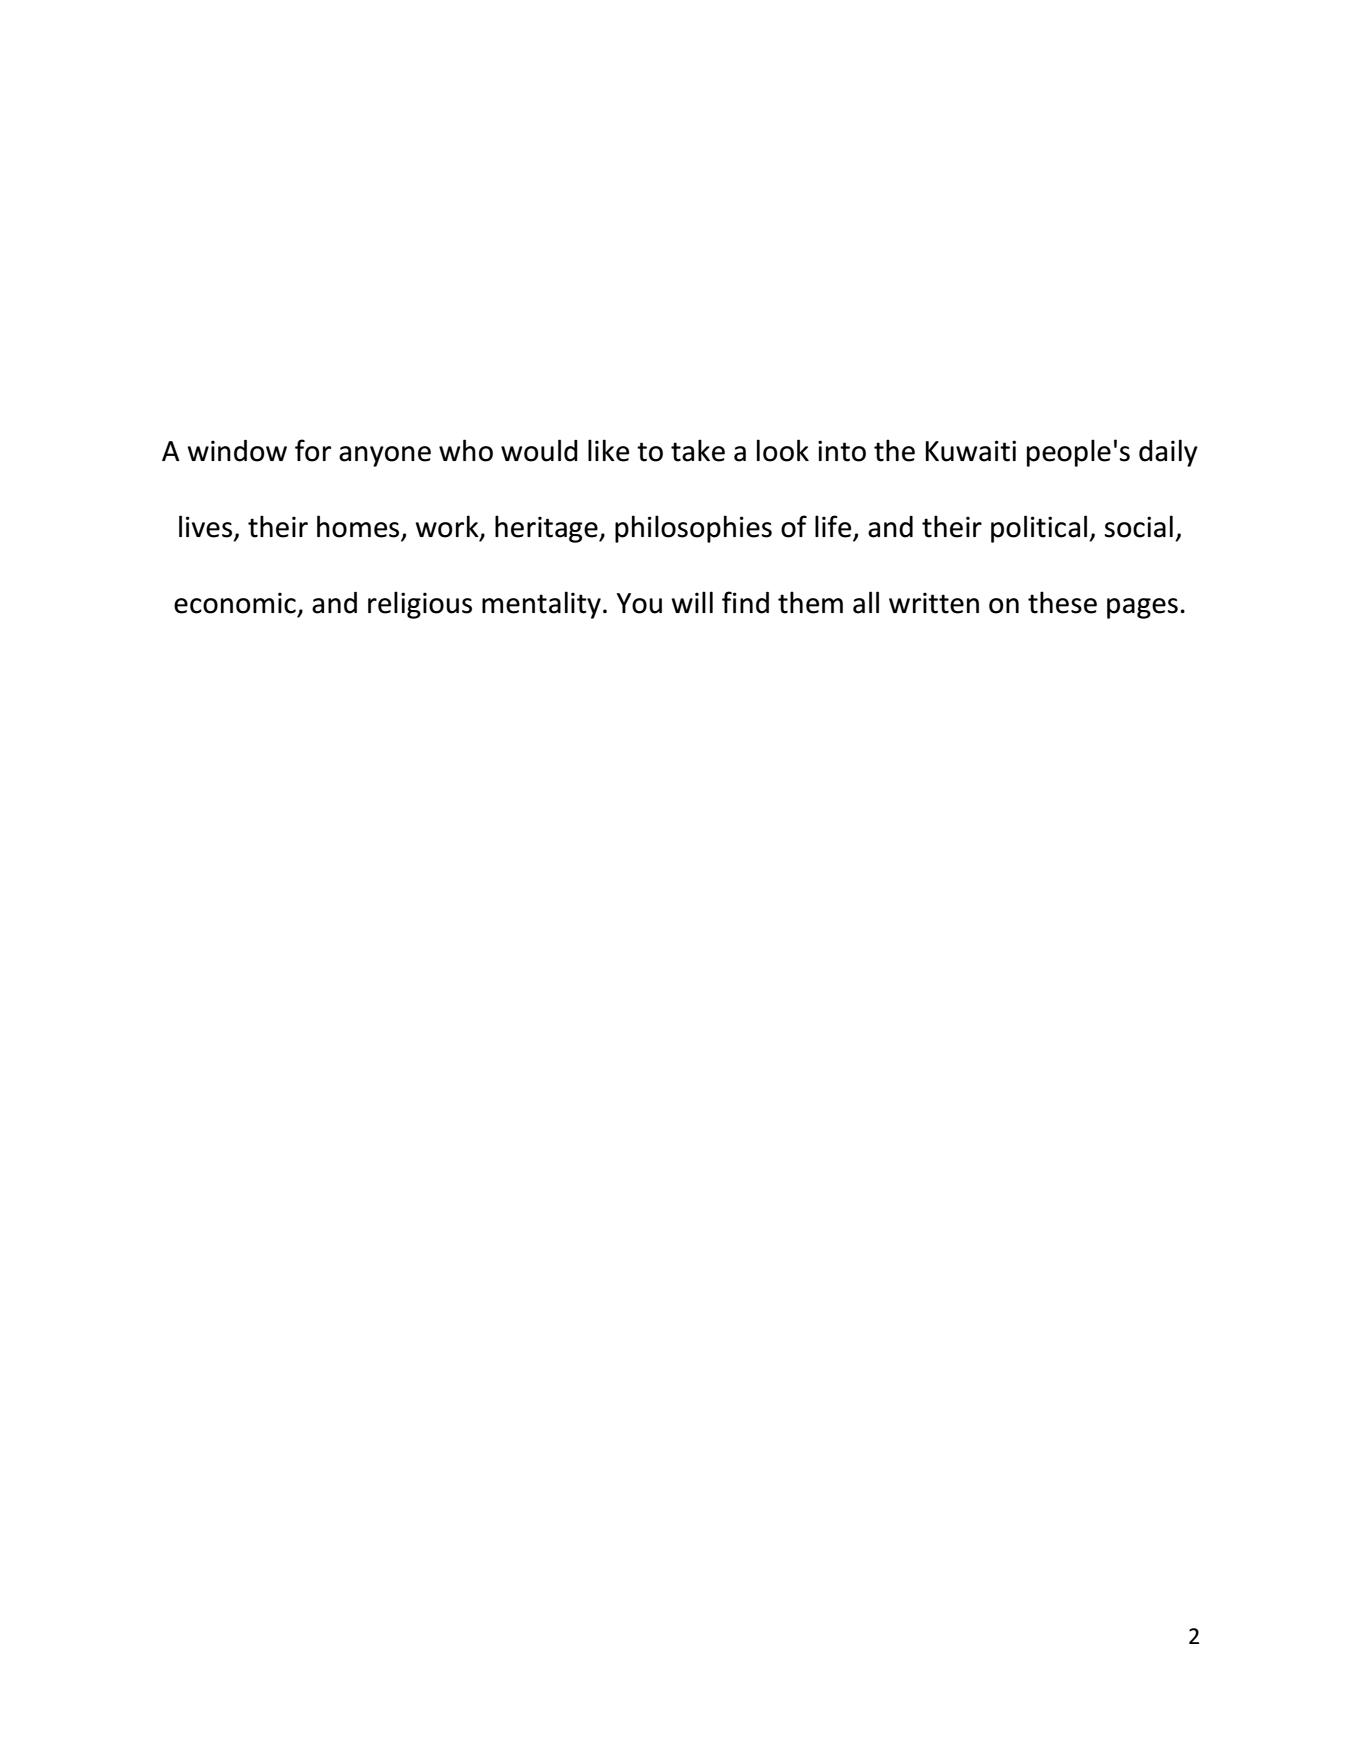 A window for anyone who would like to take a look into the Kuwaiti people's daily
lives, their homes, work, heritage, philosophies of life, and their political, social,
economic, and religious mentality. You will find them all written on these pages.
2